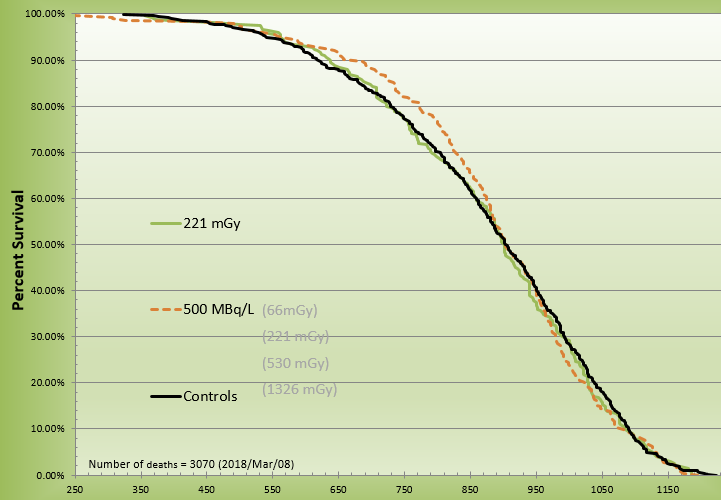 100.00%
90.00%
80.00%
70.00%
60.00%
50.00%
40.00%
30.00%
20.00%
10.00%
0.00%
Percent Survival
221 mGy
500 MBq/L (66mGy)
(221 mGy)
(530 mGy)
(1326 mGy)
Controls
Number of deaths = 3070 (2018/Mar/08)
250 350 450 550 650 750 850 950 1050 1150